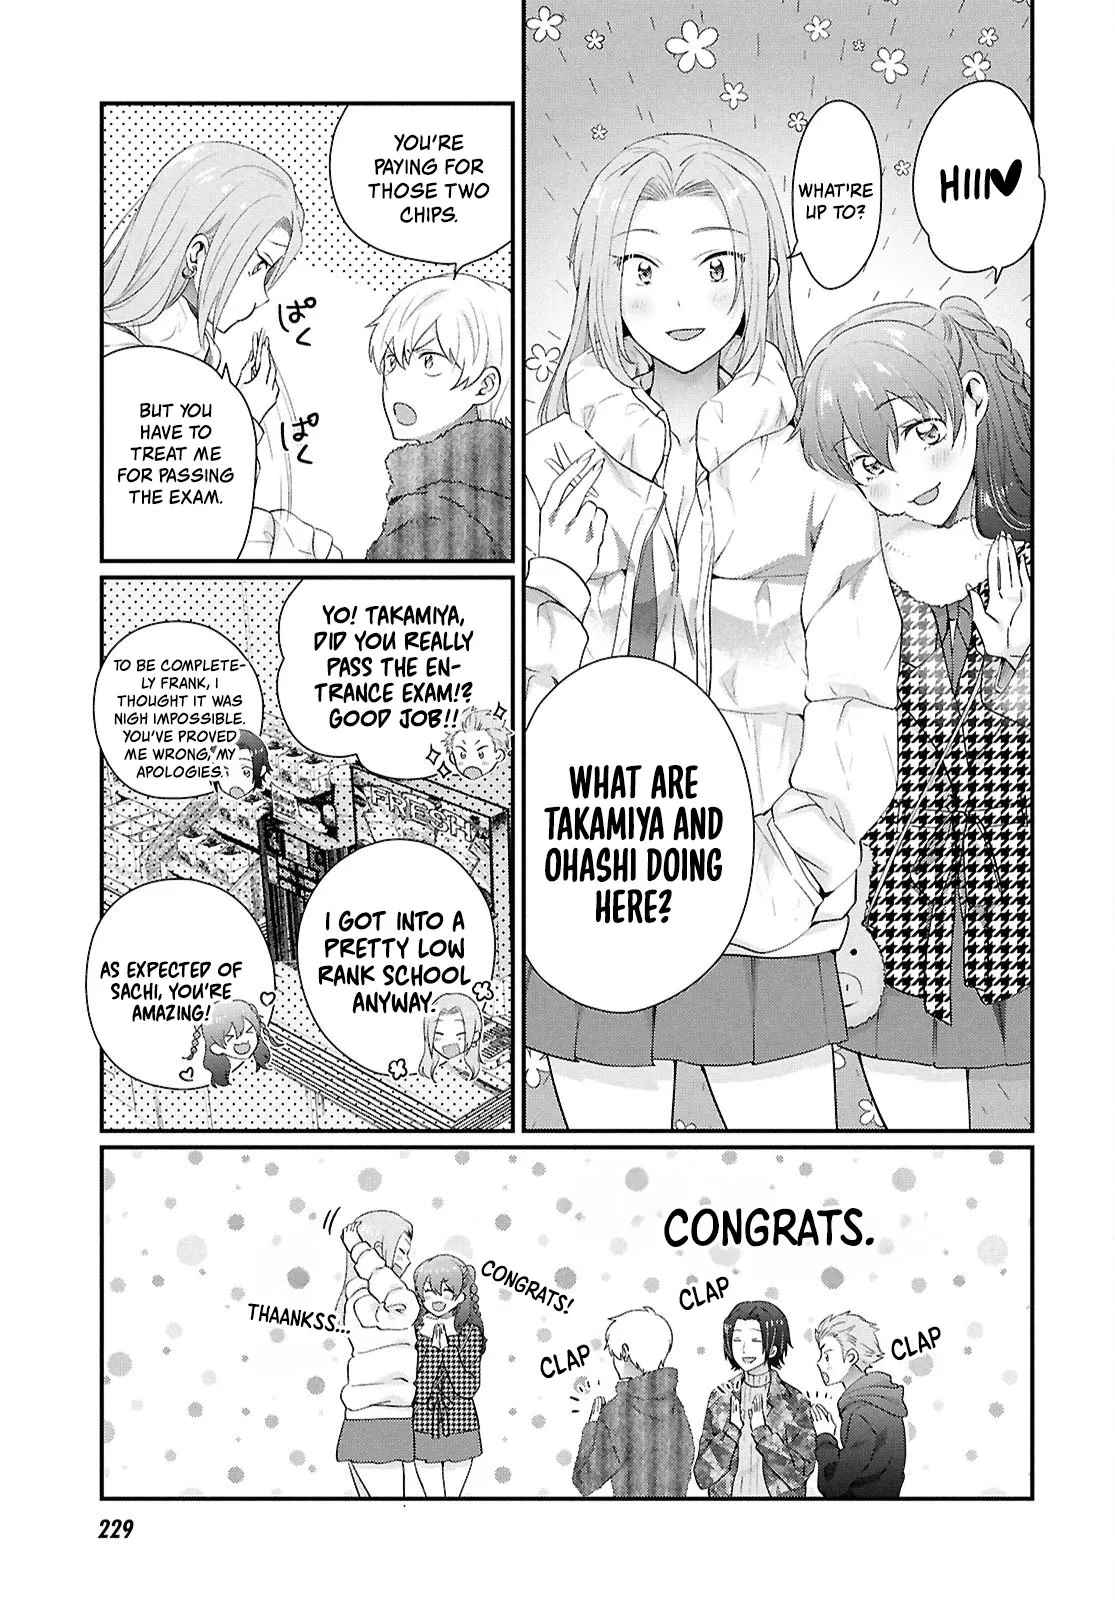 HIII♥
WHAT'RE
UP TO?
WHAT ARE
TAKAMIYA AND
OHASHI DOING
HERE?
YOU'RE
PAYING FOR
THOSE TWO
CHIPS.
ぱく
ぱく
BUT YOU
HAVE TO
TREAT ME
FOR PASSING
THE EXAM.
YO! TAKAMIYA,
DID YOU REALLY
PASS THE EN-
TRANCE EXAM!?
GOOD JOB!!
TO BE COMPLETE-
LY FRANK, I
THOUGHT IT WAS
NIGH IMPOSSIBLE.
YOU'VE PROVED
ME WRONG, MY
APOLOGIES.
FRESH
I GOT INTO A
PRETTY LOW
RANK SCHOOL
ANYWAY.
AS EXPECTED OF
SACHI, YOU'RE
AMAZING!
CONGRATS.
CLAP
CLAP
CLAP
CONGRATS!
THAANKSS...
229